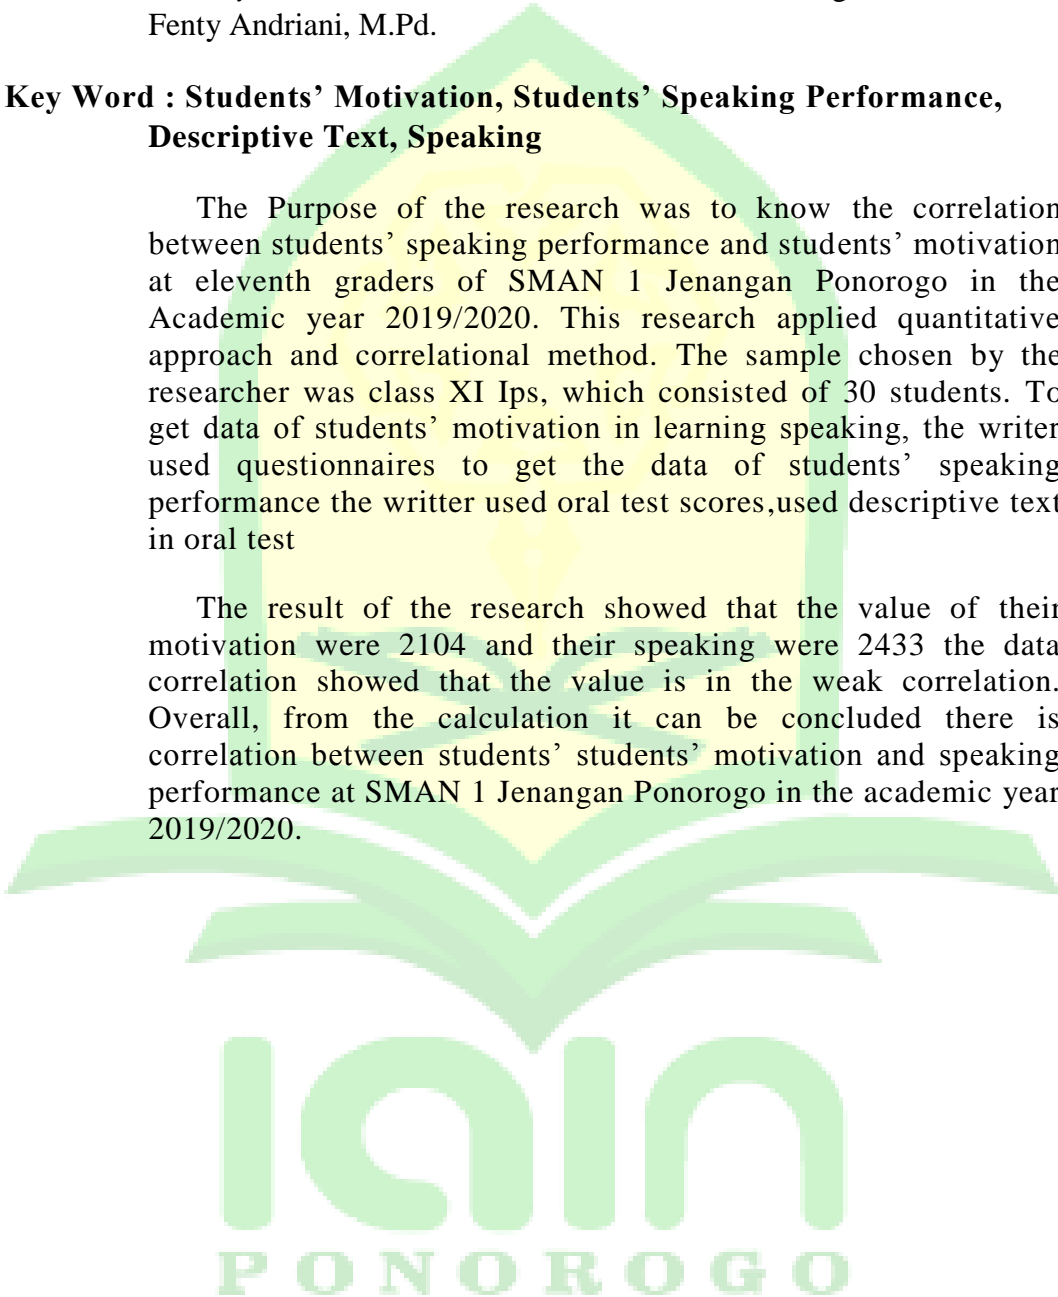 Fenty Andriani, M.Pd.
Key Word : Students’ Motivation, Students’ Speaking Performance,
Descriptive Text, Speaking
The Purpose of the research was to know the correlation
between students’ speaking performance and students’ motivation
at eleventh graders of SMAN 1 Jenangan Ponorogo in the
Academic year 2019/2020. This research applied quantitative
approach and correlational method. The sample chosen by the
researcher was class XI Ips, which consisted of 30 students. To
get data of students’ motivation in learning speaking, the writer
used questionnaires to get the data of students’ speaking
performance the writter used oral test scores,used descriptive text
in oral test
The result of the research showed that the value of their
motivation were 2104 and their speaking were 2433 the data
correlation showed that the value is in the weak correlation.
Overall, from the calculation it can be concluded there is
correlation between students’ students’ motivation and speaking
performance at SMAN 1 Jenangan Ponorogo in the academic year
2019/2020.
iain
PONOROGO